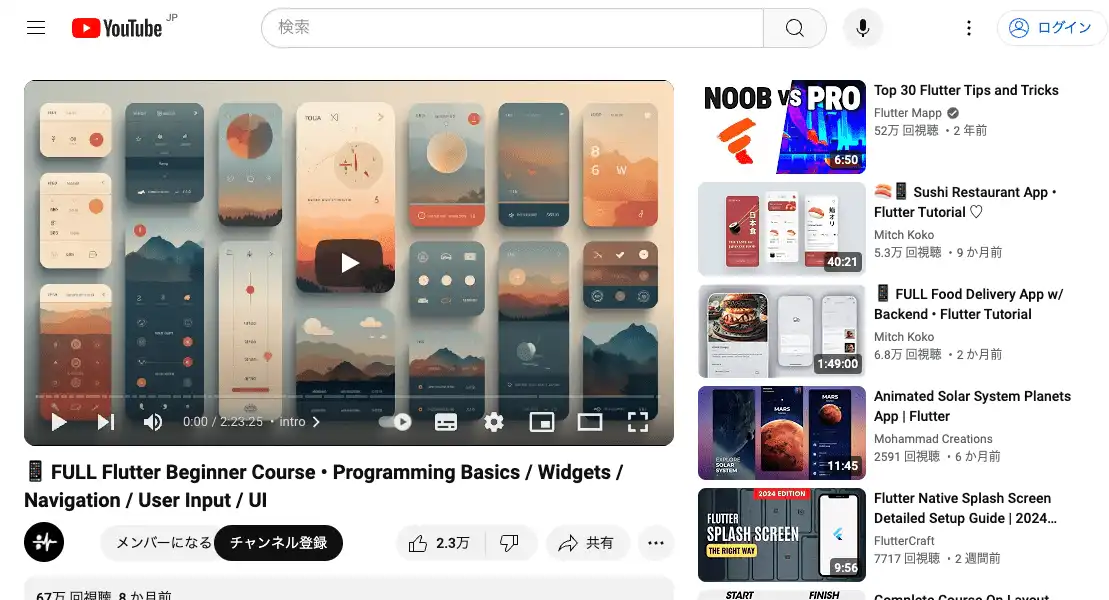 YouTube JP
検索
ログイン
0:00 / 2:23:25 • intro
📱 FULL Flutter Beginner Course • Programming Basics / Widgets /
Navigation / User Input / UI
メンバーになる
チャンネル登録
2.3万
共有
67万 回視聴 8 か月前
NOOB VS PRO
6:50
Top 30 Flutter Tips and Tricks
Flutter Mapp
52万 回視聴 ・2 年前
日本食
鮨オリ
40:21
🍣📱 Sushi Restaurant App •
Flutter Tutorial ♡
Mitch Koko
5.3万 回視聴 ・9 か月前
1:49:00
📱 FULL Food Delivery App w/
Backend • Flutter Tutorial
Mitch Koko
6.8万 回視聴 ・2 か月前
MARS
MARS
EXPLORE
SOLAR
SYSTEM
11:45
Animated Solar System Planets
App | Flutter
Mohammad Creations
2591 回視聴 ・6 か月前
2024 EDITION
FLUTTER
SPLASH SCREEN
THE RIGHT WAY
9:56
Flutter Native Splash Screen
Detailed Setup Guide | 2024...
FlutterCraft
7717 回視聴 ・2 週間前
START
FINISH
Complete Course On Layout